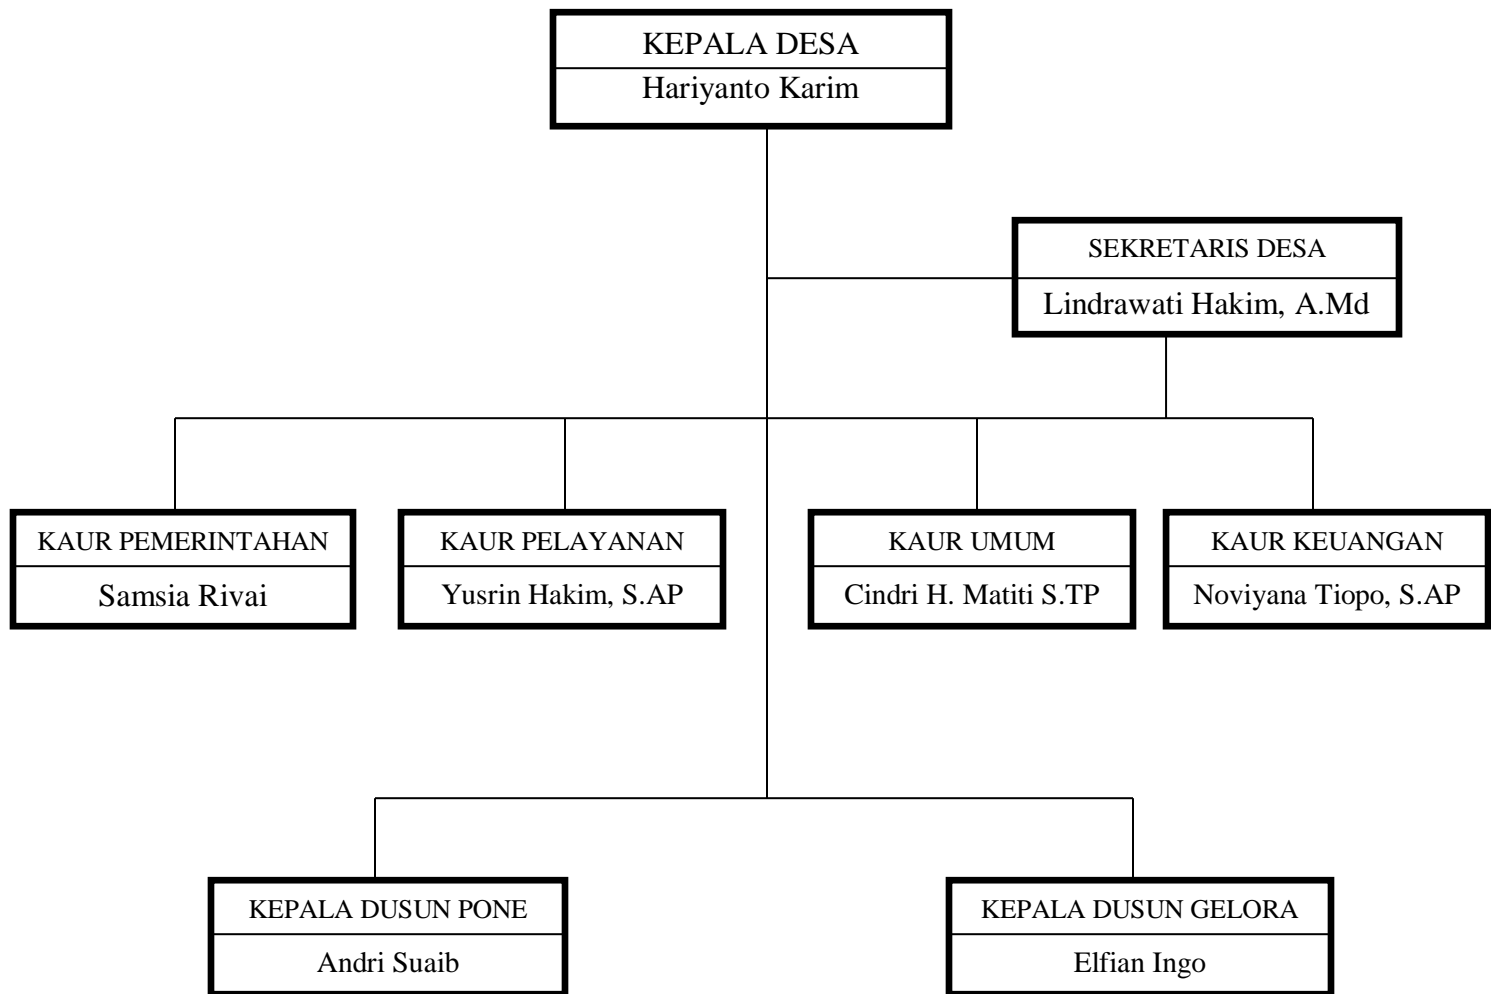 KEPALA DESA
Hariyanto Karim
SEKRETARIS DESA
Lindrawati Hakim, A.Md
KAUR PEMERINTAHAN
Samsia Rivai
KAUR PELAYANAN
Yusrin Hakim, S.AP
KAUR UMUM
Cindri H. Matiti S.TP
KAUR KEUANGAN
Noviyana Tiopo, S.AP
KEPALA DUSUN PONE
Andri Suaib
KEPALA DUSUN GELORA
Elfian Ingo